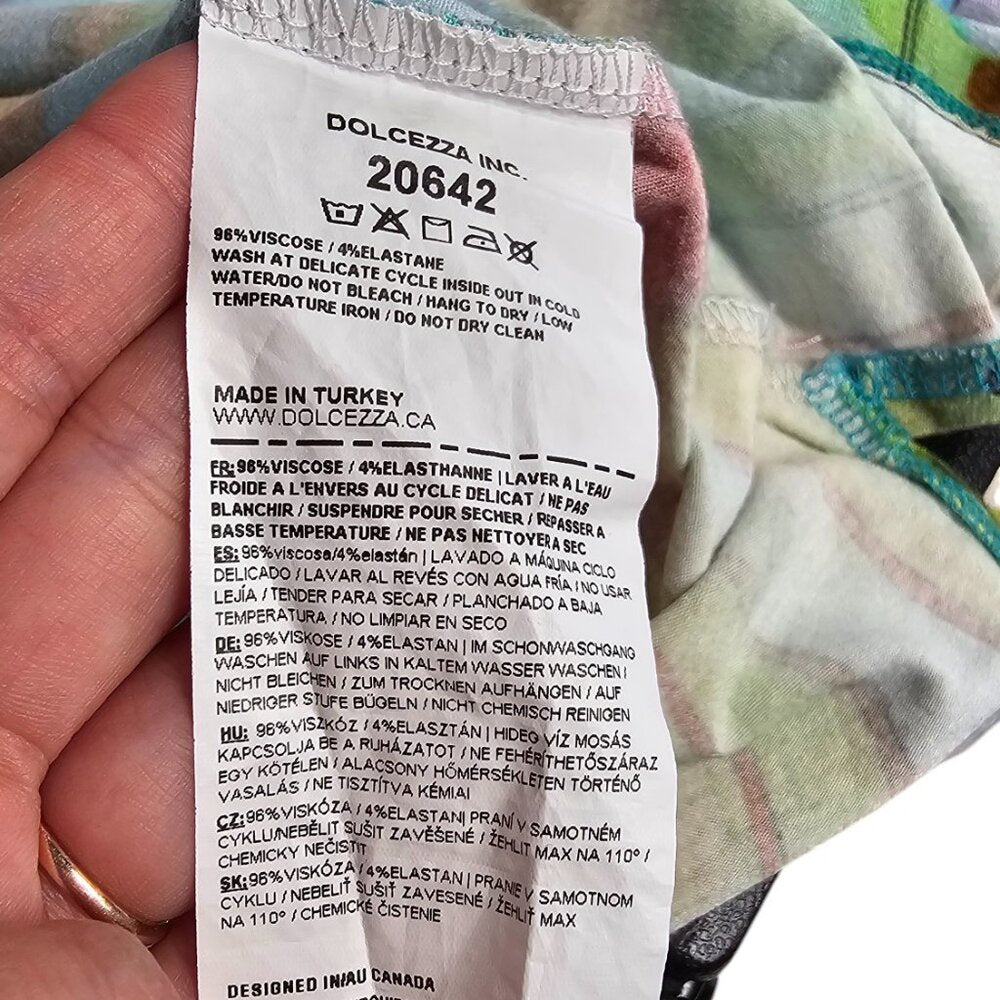 DOLCEZZA INC.
20642
96%VISCOSE / 4%ELASTANE
WASH AT DELICATE CYCLE INSIDE OUT IN COLD
WATER/DO NOT BLEACH / HANG TO DRY / LOW
TEMPERATURE IRON / DO NOT DRY CLEAN
MADE IN TURKEY
WWW.DOLCEZZA.CA
FR: 96%VISCOSE / 4%ELASTHANNE | LAVER A L'EAU
FROIDE A L'ENVERS AU CYCLE DELICAT / NE PAS
BLANCHIR / SUSPENDRE POUR SECHER / REPASSER A
BASSE TEMPERATURE / NE PAS NETTOYER A SEC
ES: 96%viscosa/4%elastán | LAVADO A MÁQUINA CICLO
DELICADO / LAVAR AL REVÉS CON AGUA FRÍA / NO USAR
LEJÍA / TENDER PARA SECAR / PLANCHADO A BAJA
TEMPERATURA / NO LIMPIAR EN SECO
DE: 96%VISKOSE / 4%ELASTAN | IM SCHONWASCHGANG
WASCHEN AUF LINKS IN KALTEM WASSER WASCHEN /
NICHT BLEICHEN / ZUM TROCKNEN AUFHÄNGEN / AUF
NIEDRIGER STUFE BÜGELN / NICHT CHEMISCH REINIGEN
HU: 96%VISZKÓZ / 4%ELASZTÁN | HIDEG VÍZ MOSÁS
KAPCSOLJA BE A RUHÁZATOT / NE FEHÉRÍTHETŐSZÁRAZ
EGY KÖTÉLEN / ALACSONY HŐMÉRSÉKLETEN TÖRTÉNŐ
VASALÁS / NE TISZTÍTVA KÉMIAI
CZ: 96%VISKÓZA / 4%ELASTAN| PRANÍ V SAMOTNÉM
CYKLU/NEBĚLIT SUŠIT ZAVĚŠENÉ / ŽEHLIT MAX NA 110° /
CHEMICKY NEČISTIT
SK: 96%VISKÓZA / 4%ELASTAN | PRANIE V SAMOTNOM
CYKLU / NEBELIŤ SUŠIŤ ZAVESENÉ / ŽEHLIŤ MAX
NA 110° / CHEMICKÉ ČISTENIE
DESIGNED IN/AU CANADA